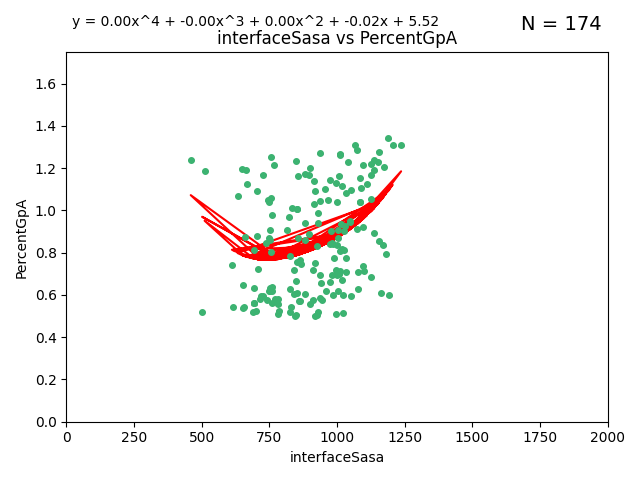 y = 0.00x^4 + -0.00x^3 + 0.00x^2 + -0.02x + 5.52
N = 174
interfaceSasa vs PercentGpA
PercentGpA
1.6
1.4
1.2
1.0
0.8
0.6
0.4
0.2
0.0
0 250 500 750 1000 1250 1500 1750 2000
interfaceSasa